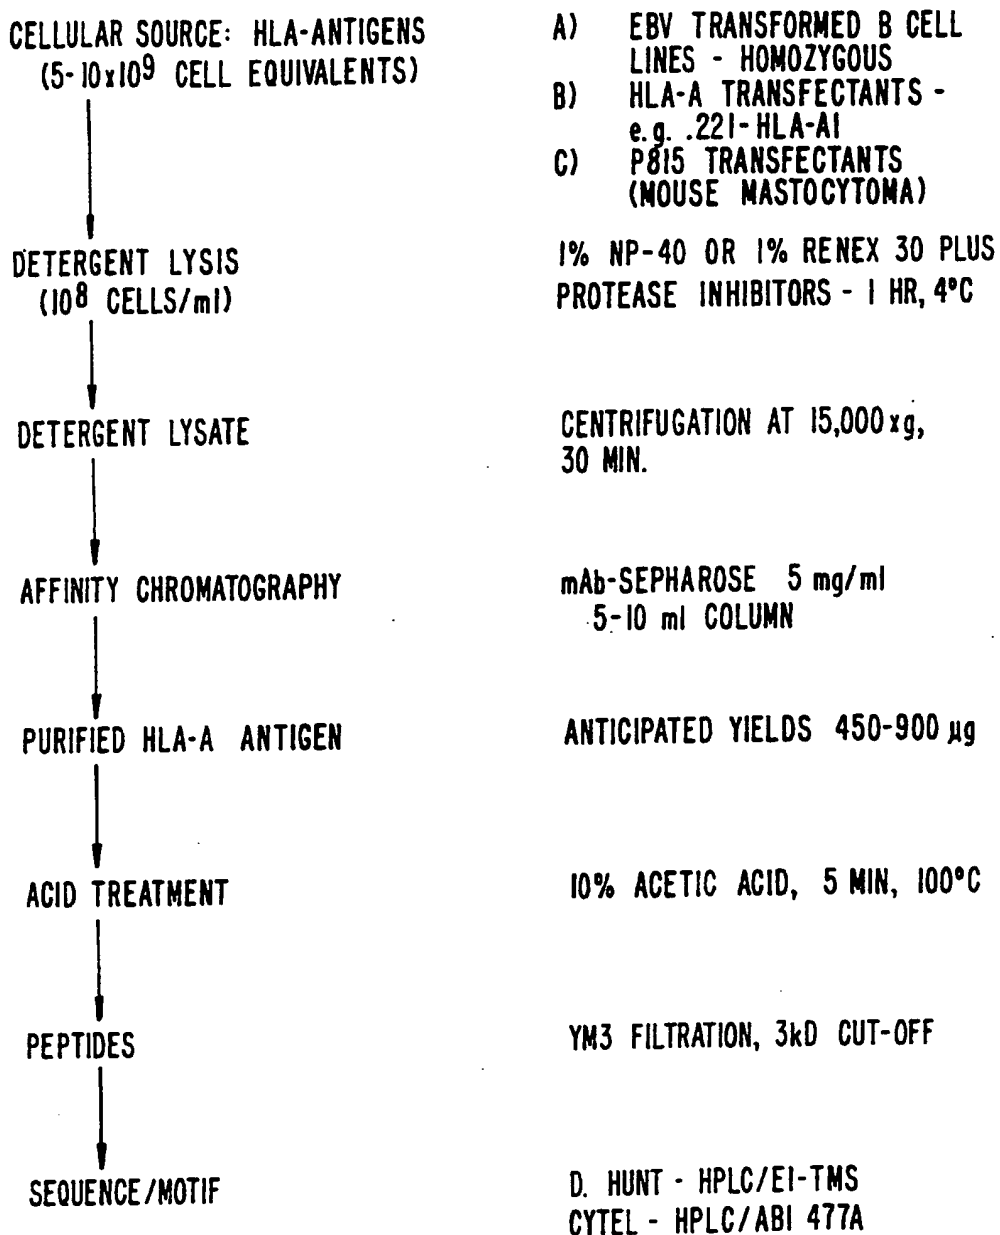 CELLULAR SOURCE: HLA-ANTIGENS
(5-10x10⁹ CELL EQUIVALENTS)
A) EBV TRANSFORMED B CELL
LINES - HOMOZYGOUS
B) HLA-A TRANSFECTANTS -
e.g. .221-HLA-A1
C) P815 TRANSFECTANTS
(MOUSE MASTOCYTOMA)
DETERGENT LYSIS
(10⁸ CELLS/ml)
1% NP-40 OR 1% RENEX 30 PLUS
PROTEASE INHIBITORS - 1 HR, 4°C
DETERGENT LYSATE
CENTRIFUGATION AT 15,000xg,
30 MIN.
AFFINITY CHROMATOGRAPHY
mAb-SEPHAROSE 5 mg/ml
5-10 ml COLUMN
PURIFIED HLA-A ANTIGEN
ANTICIPATED YIELDS 450-900 µg
ACID TREATMENT
10% ACETIC ACID, 5 MIN, 100°C
PEPTIDES
YM3 FILTRATION, 3kD CUT-OFF
SEQUENCE/MOTIF
D. HUNT - HPLC/EI-TMS
CYTEL - HPLC/ABI 477A